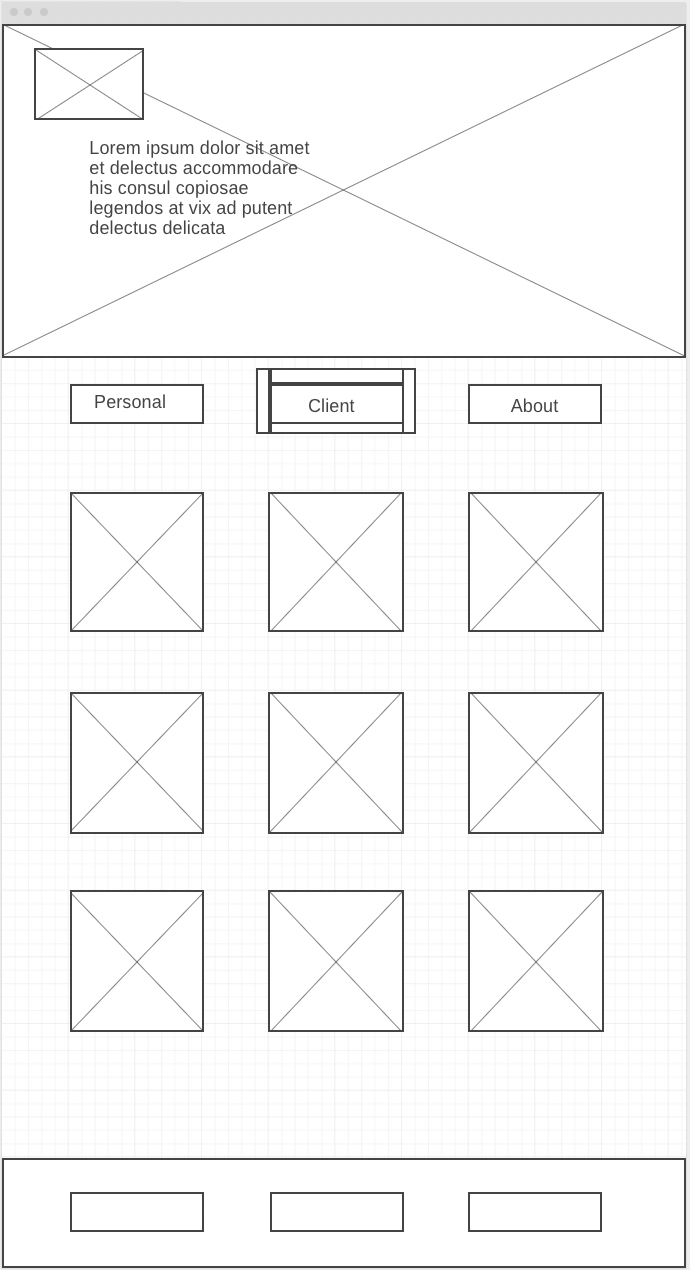 Lorem ipsum dolor sit amet
et delectus accommodare
his consul copiosae
legendos at vix ad putent
delectus delicata
Personal
Client
About